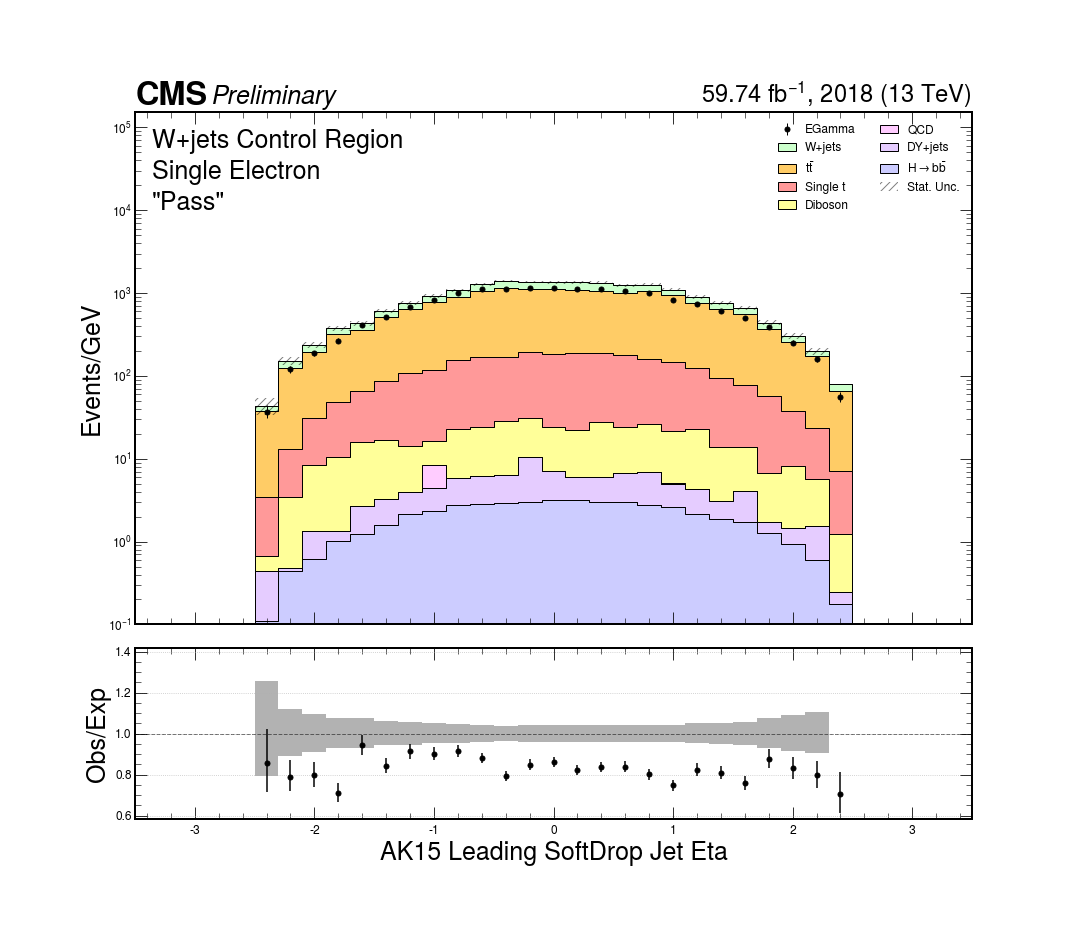 CMS Preliminary
59.74 fb⁻¹, 2018 (13 TeV)
W+jets Control Region
Single Electron
"Pass"
EGamma
W+jets
tt̄
Single t
Diboson
QCD
DY+jets
H→bb̄
Stat. Unc.
Events/GeV
10⁵
10⁴
10³
10²
10¹
10⁰
10⁻¹
Obs/Exp
1.4
1.2
1.0
0.8
0.6
-3 -2 -1 0 1 2 3
AK15 Leading SoftDrop Jet Eta